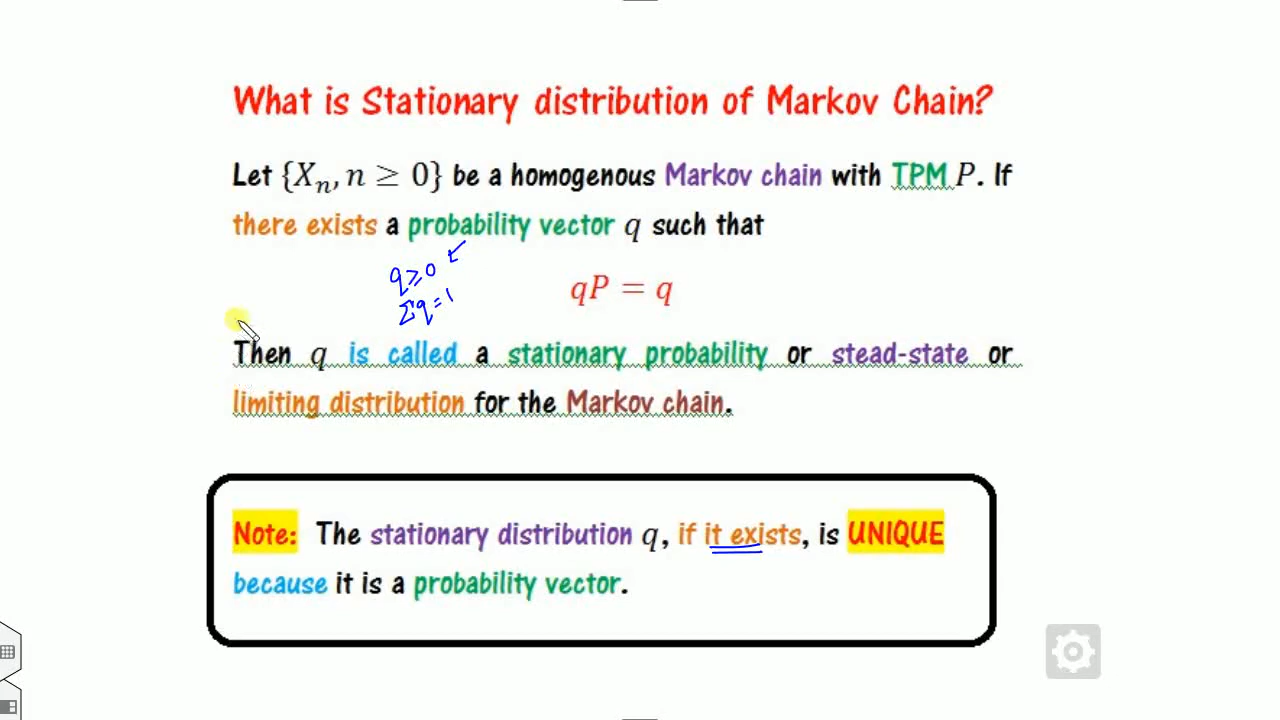 What is Stationary distribution of Markov Chain?
Let {Xₙ, n ≥ 0} be a homogenous Markov chain with TPM P. If
there exists a probability vector q such that
q≥0
qP = q
Σq=1
Then q is called a stationary probability or stead-state or
limiting distribution for the Markov chain.
Note: The stationary distribution q, if it exists, is UNIQUE
because it is a probability vector.